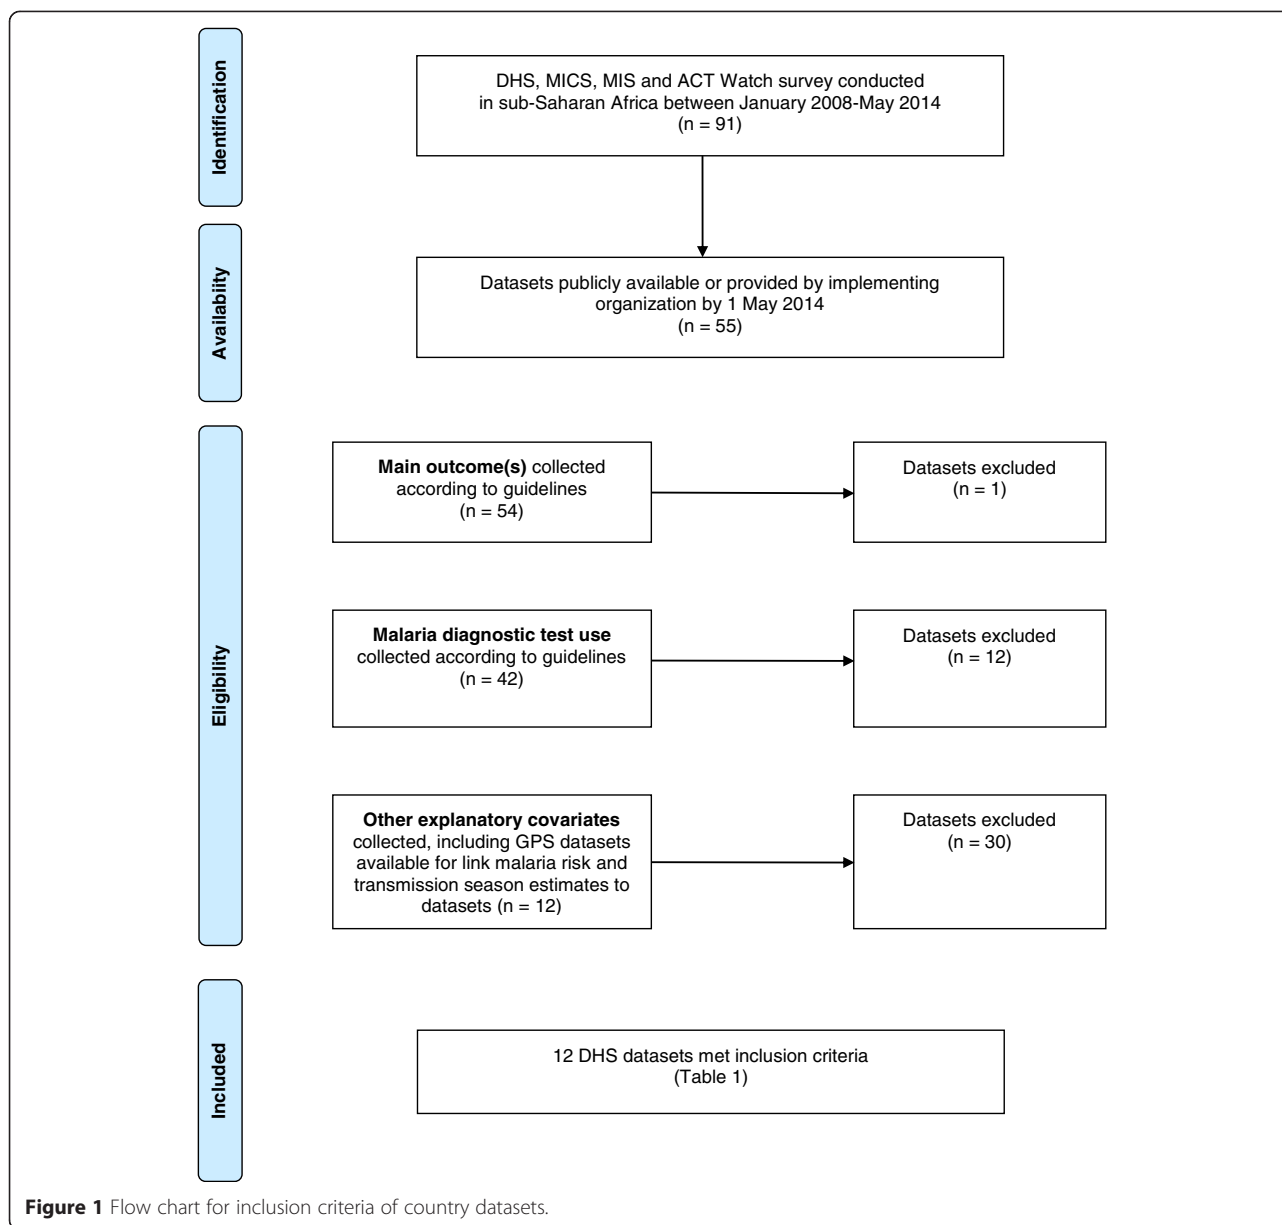 Identification
DHS, MICS, MIS and ACT Watch survey conducted
in sub-Saharan Africa between January 2008-May 2014
(n = 91)
Availabiity
Datasets publicly available or provided by implementing
organization by 1 May 2014
(n = 55)
Eligibility
Main outcome(s) collected
according to guidelines
(n = 54)
Datasets excluded
(n = 1)
Malaria diagnostic test use
collected according to guidelines
(n = 42)
Datasets excluded
(n = 12)
Other explanatory covariates
collected, including GPS datasets
available for link malaria risk and
transmission season estimates to
datasets (n = 12)
Datasets excluded
(n = 30)
Included
12 DHS datasets met inclusion criteria
(Table 1)
Figure 1 Flow chart for inclusion criteria of country datasets.